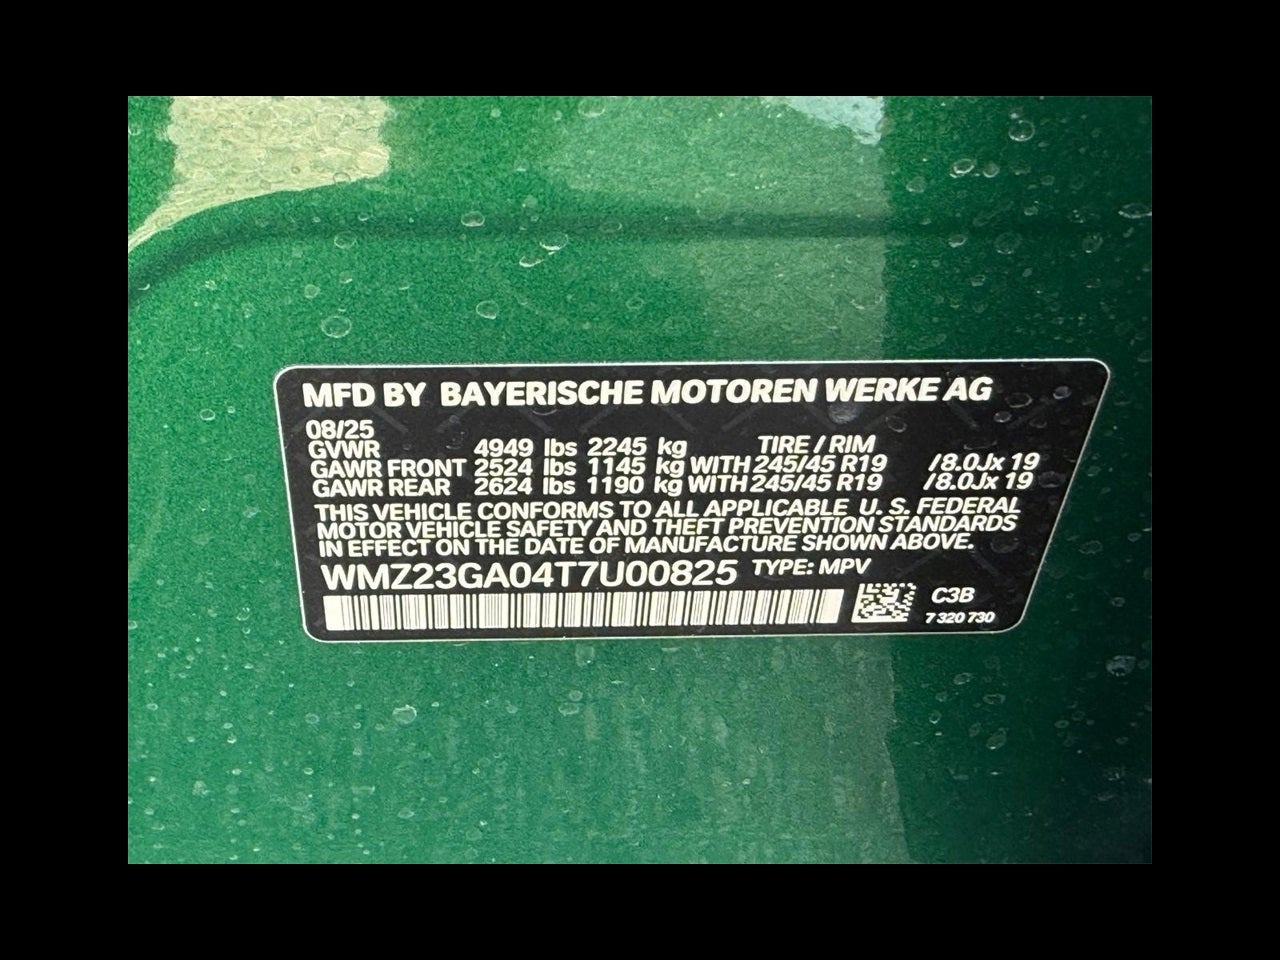 MFD BY BAYERISCHE MOTOREN WERKE AG
08/25
GVWR 4949 lbs 2245 kg TIRE / RIM
GAWR FRONT 2524 lbs 1145 kg WITH 245/45 R19 /8.0Jx 19
GAWR REAR 2624 lbs 1190 kg WITH 245/45 R19 /8.0Jx 19
THIS VEHICLE CONFORMS TO ALL APPLICABLE U. S. FEDERAL
MOTOR VEHICLE SAFETY AND THEFT PREVENTION STANDARDS
IN EFFECT ON THE DATE OF MANUFACTURE SHOWN ABOVE.
WMZ23GA04T7U00825 TYPE: MPV
C3B
7 320 730